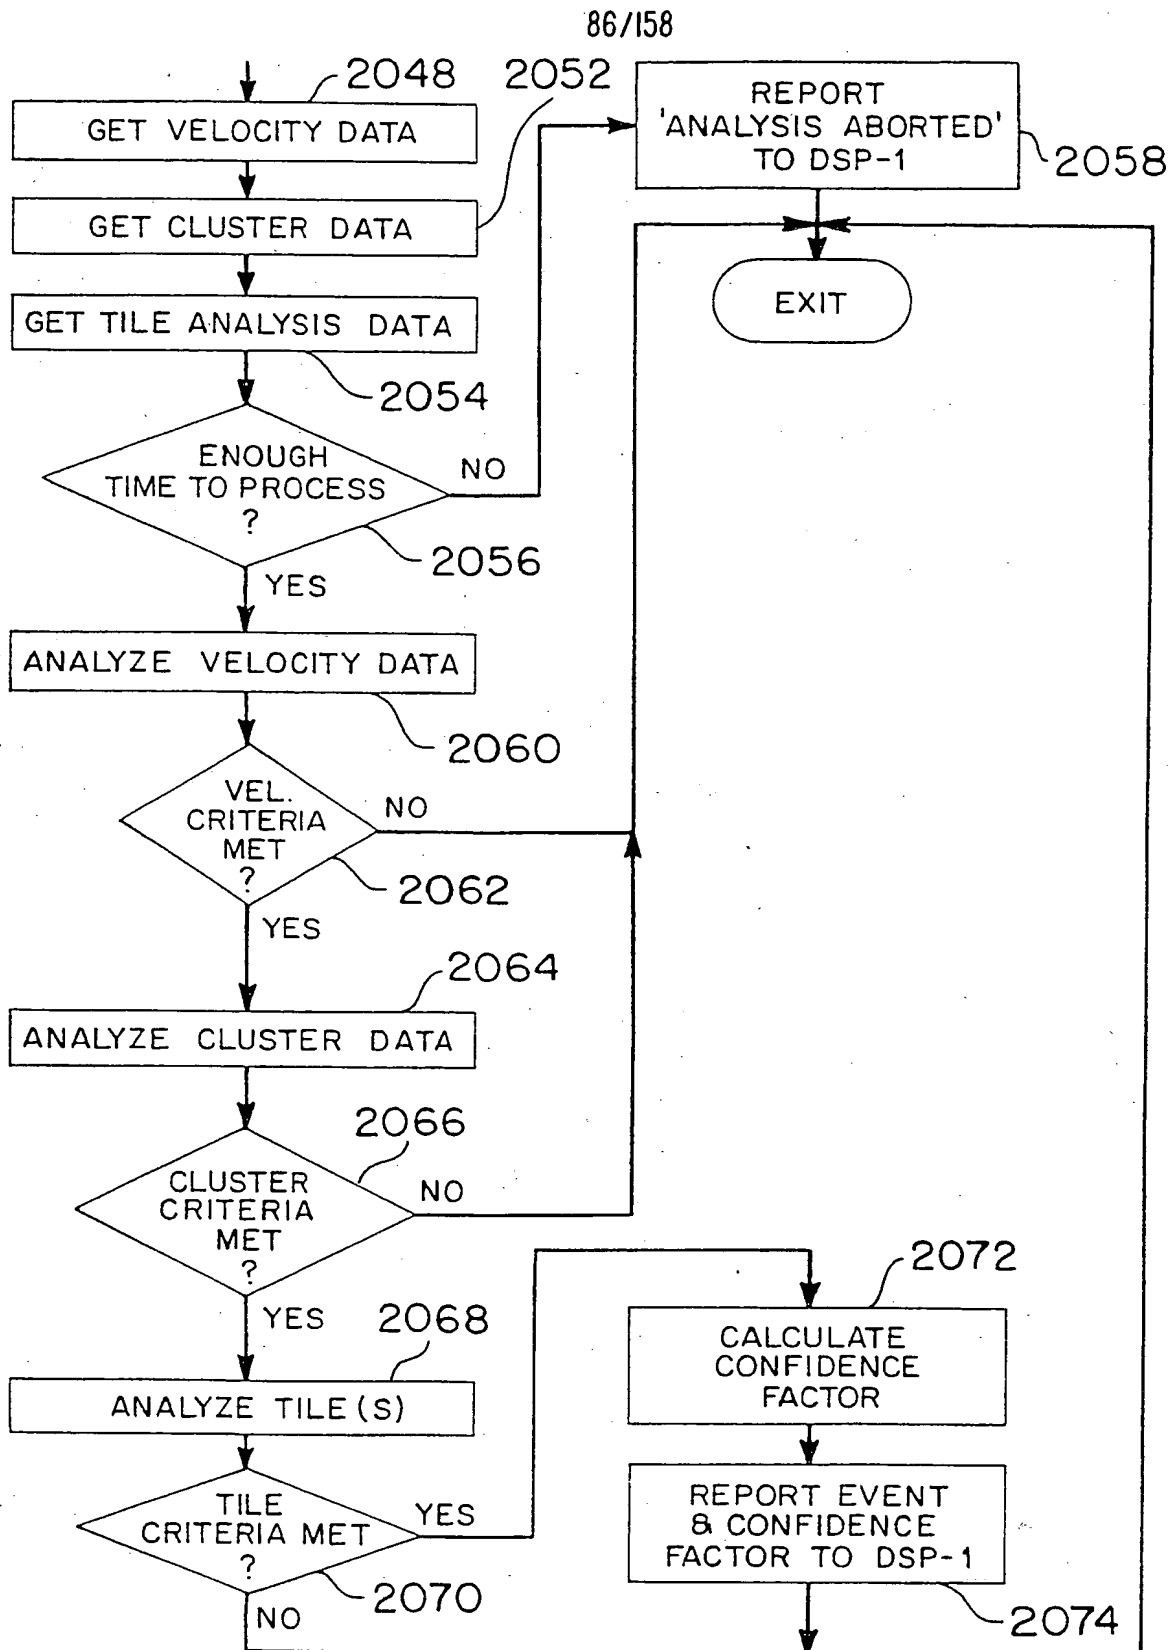 86/158
2048
GET VELOCITY DATA
2052
GET CLUSTER DATA
GET TILE ANALYSIS DATA
2054
ENOUGH
TIME TO PROCESS
?
NO
2056
YES
REPORT
'ANALYSIS ABORTED'
TO DSP-1
2058
EXIT
ANALYZE VELOCITY DATA
2060
VEL.
CRITERIA
MET
?
NO
2062
YES
2064
ANALYZE CLUSTER DATA
2066
CLUSTER
CRITERIA
MET
?
NO
YES
2068
ANALYZE TILE(S)
TILE
CRITERIA MET
?
YES
2070
NO
2072
CALCULATE
CONFIDENCE
FACTOR
REPORT EVENT
& CONFIDENCE
FACTOR TO DSP-1
2074